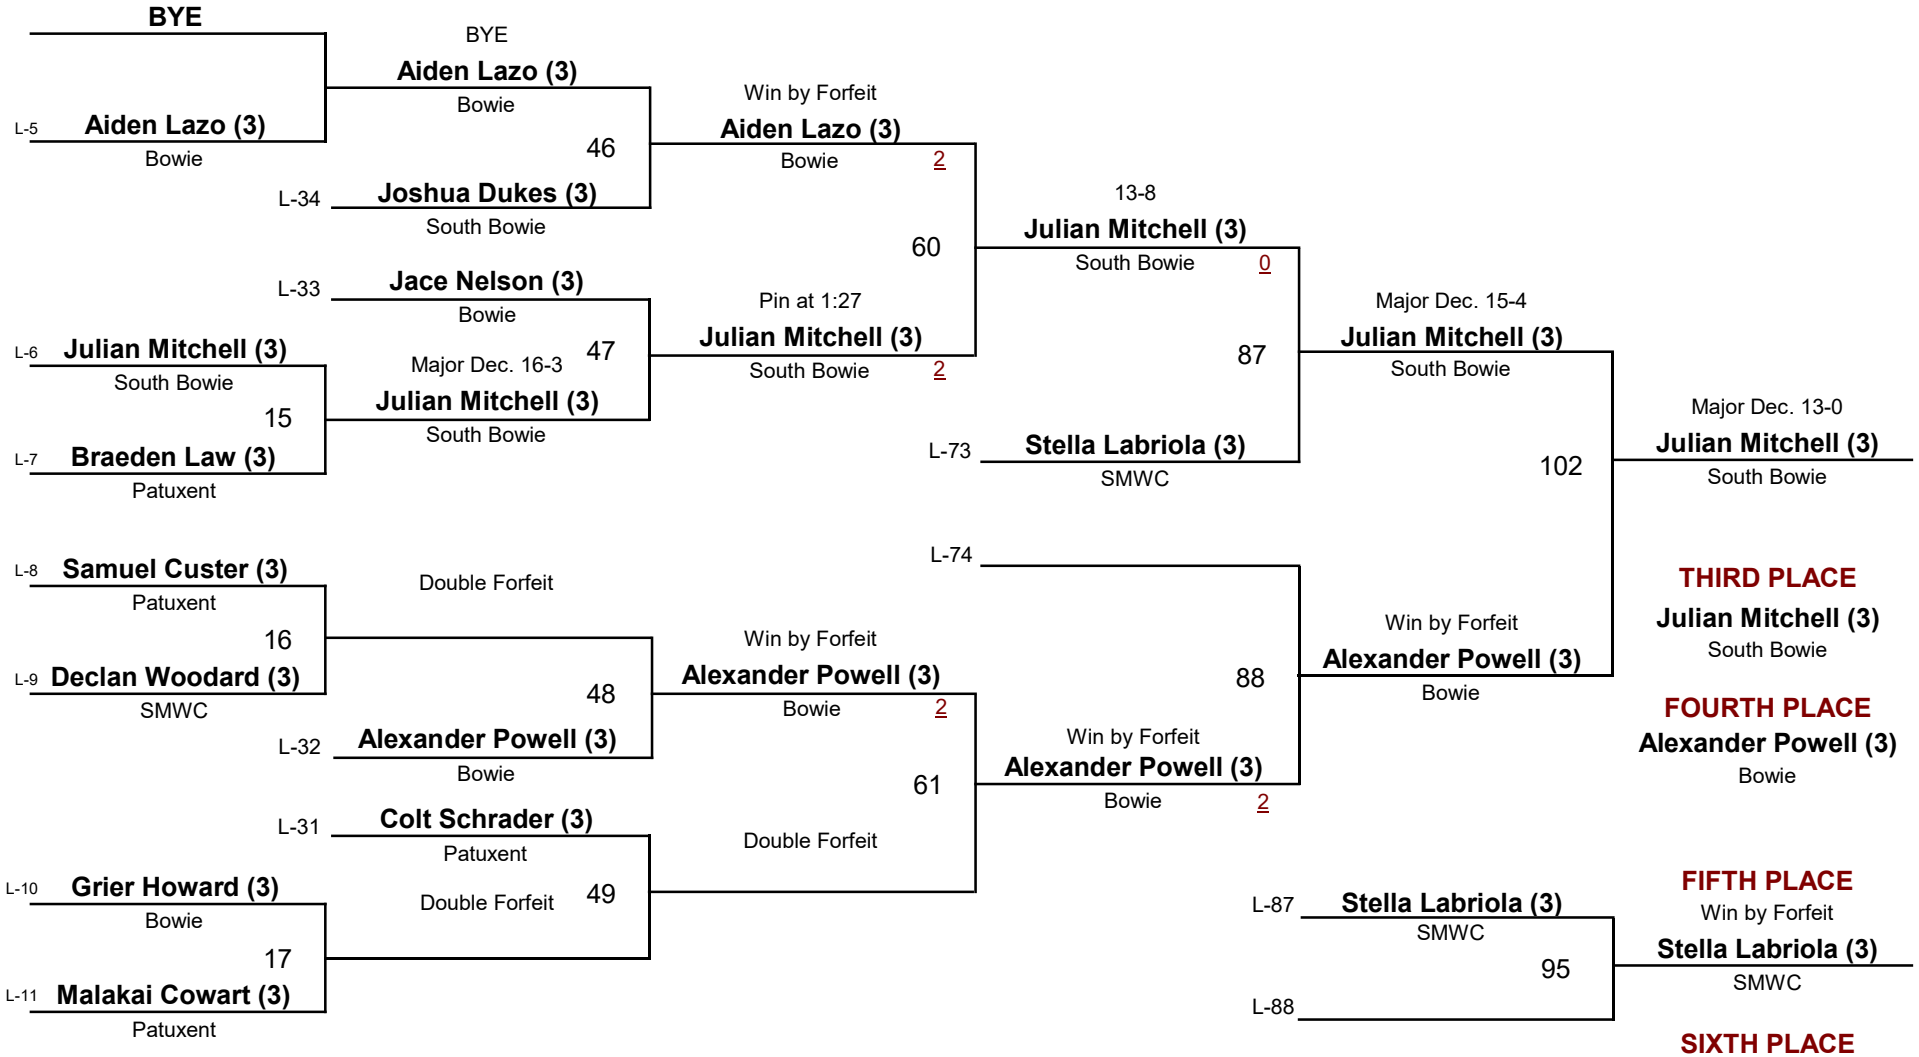 BYE
L-5 Aiden Lazo (3)
Bowie
BYE
Aiden Lazo (3)
Bowie
46
L-34 Joshua Dukes (3)
South Bowie
Win by Forfeit
Aiden Lazo (3)
Bowie 2
L-33 Jace Nelson (3)
Bowie
L-6 Julian Mitchell (3)
South Bowie
15
L-7 Braeden Law (3)
Patuxent
47
Major Dec. 16-3
Julian Mitchell (3)
South Bowie
Pin at 1:27
Julian Mitchell (3)
South Bowie 2
60
13-8
Julian Mitchell (3)
South Bowie 0
87
L-73 Stella Labriola (3)
SMWC
Major Dec. 15-4
Julian Mitchell (3)
South Bowie
102
Major Dec. 13-0
Julian Mitchell (3)
South Bowie
L-8 Samuel Custer (3)
Patuxent
16
L-9 Declan Woodard (3)
SMWC
Double Forfeit
48
L-32 Alexander Powell (3)
Bowie
Win by Forfeit
Alexander Powell (3)
Bowie 2
61
L-31 Colt Schrader (3)
Patuxent
Double Forfeit 49
L-10 Grier Howard (3)
Bowie
17
L-11 Malakai Cowart (3)
Patuxent
Double Forfeit
L-74
88
Win by Forfeit
Alexander Powell (3)
Bowie 2
Win by Forfeit
Alexander Powell (3)
Bowie
THIRD PLACE
Julian Mitchell (3)
South Bowie
FOURTH PLACE
Alexander Powell (3)
Bowie
L-87 Stella Labriola (3)
SMWC
95
L-88
FIFTH PLACE
Win by Forfeit
Stella Labriola (3)
SMWC
SIXTH PLACE